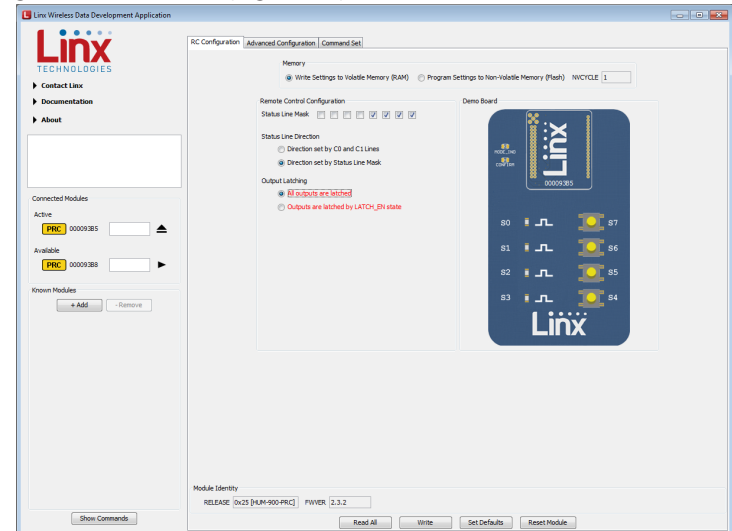 Linx Wireless Data Development Application
Linx
TECHNOLOGIES
Contact Linx
Documentation
About
Connected Modules
Active
PRC 000093B5
Available
PRC 000093B8
Known Modules
+ Add - Remove
Show Commands
RC Configuration Advanced Configuration Command Set
Memory
Write Settings to Volatile Memory (RAM) Program Settings to Non-Volatile Memory (Flash) NVCYCLE 1
Remote Control Configuration
Status Line Mask
Status Line Direction
Direction set by C0 and C1 Lines
Direction set by Status Line Mask
Output Latching
All outputs are latched
Outputs are latched by LATCH_EN state
Demo Board
Linx
MODE_IND
CONFIRM
000093B5
S0 S7
S1 S6
S2 S5
S3 S4
Linx
Module Identity
RELEASE 0x25 [HUM-900-PRC] FWVER 2.3.2
Read All Write Set Defaults Reset Module